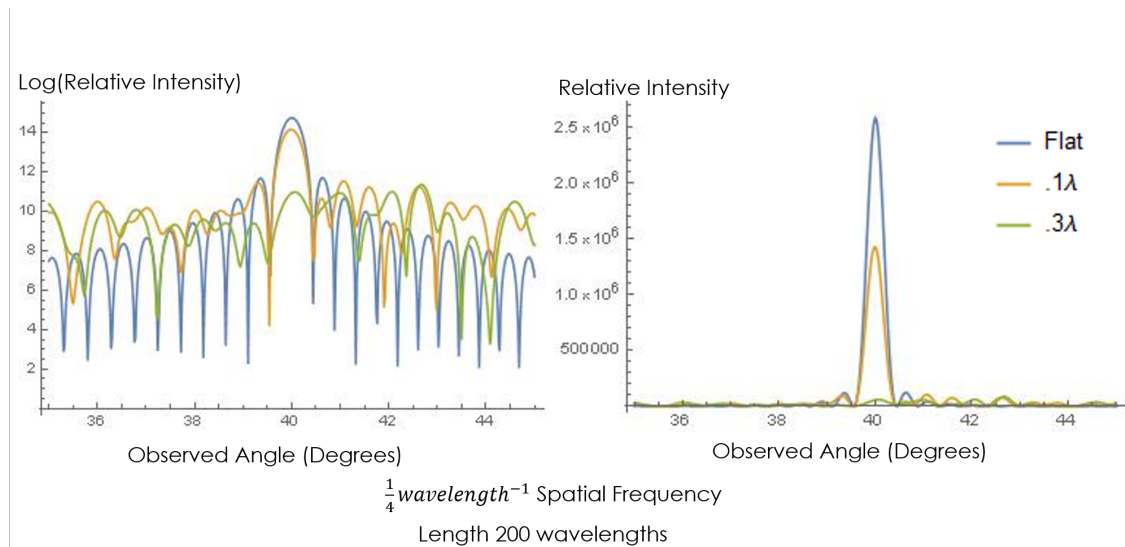 Log(Relative Intensity)
14
12
10
8
6
4
2
36
38
40
42
44
Observed Angle (Degrees)
Relative Intensity
2.5 × 10⁶
2.0 × 10⁶
1.5 × 10⁶
1.0 × 10⁶
500000
36
38
40
42
44
Observed Angle (Degrees)
Flat
.1λ
.3λ
1/4 wavelength⁻¹ Spatial Frequency
Length 200 wavelengths